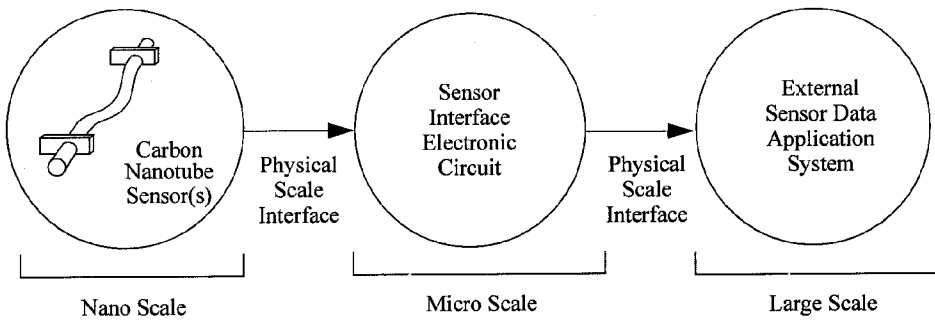 Carbon
Nanotube
Sensor(s)
Physical
Scale
Interface
Sensor
Interface
Electronic
Circuit
Physical
Scale
Interface
External
Sensor Data
Application
System
Nano Scale
Micro Scale
Large Scale